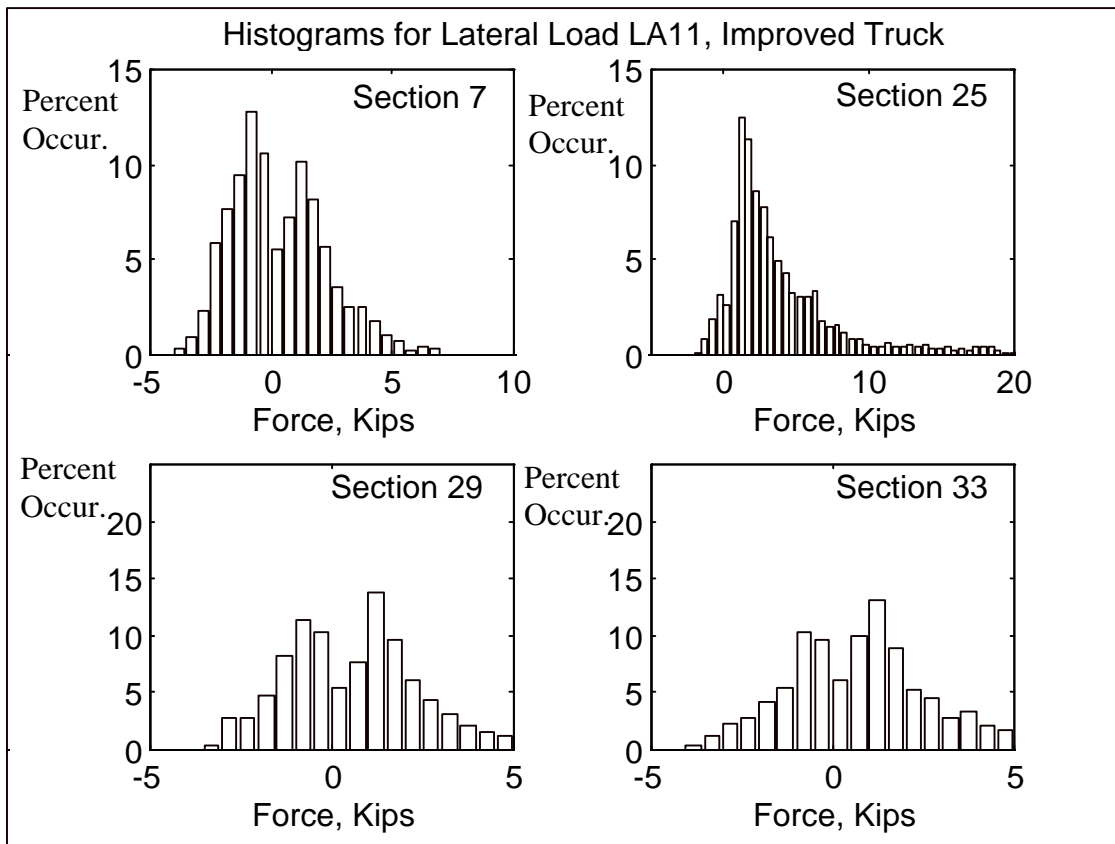 Histograms for Lateral Load LA11, Improved Truck
Percent
Occur.
15
10
5
0
Section 7
-5 0 5 10
Force, Kips
Percent
Occur.
15
10
5
0
Section 25
0 10 20
Force, Kips
Percent
Occur.
20
15
10
5
0
Section 29
-5 0 5
Force, Kips
Percent
Occur.
20
15
10
5
0
Section 33
-5 0 5
Force, Kips